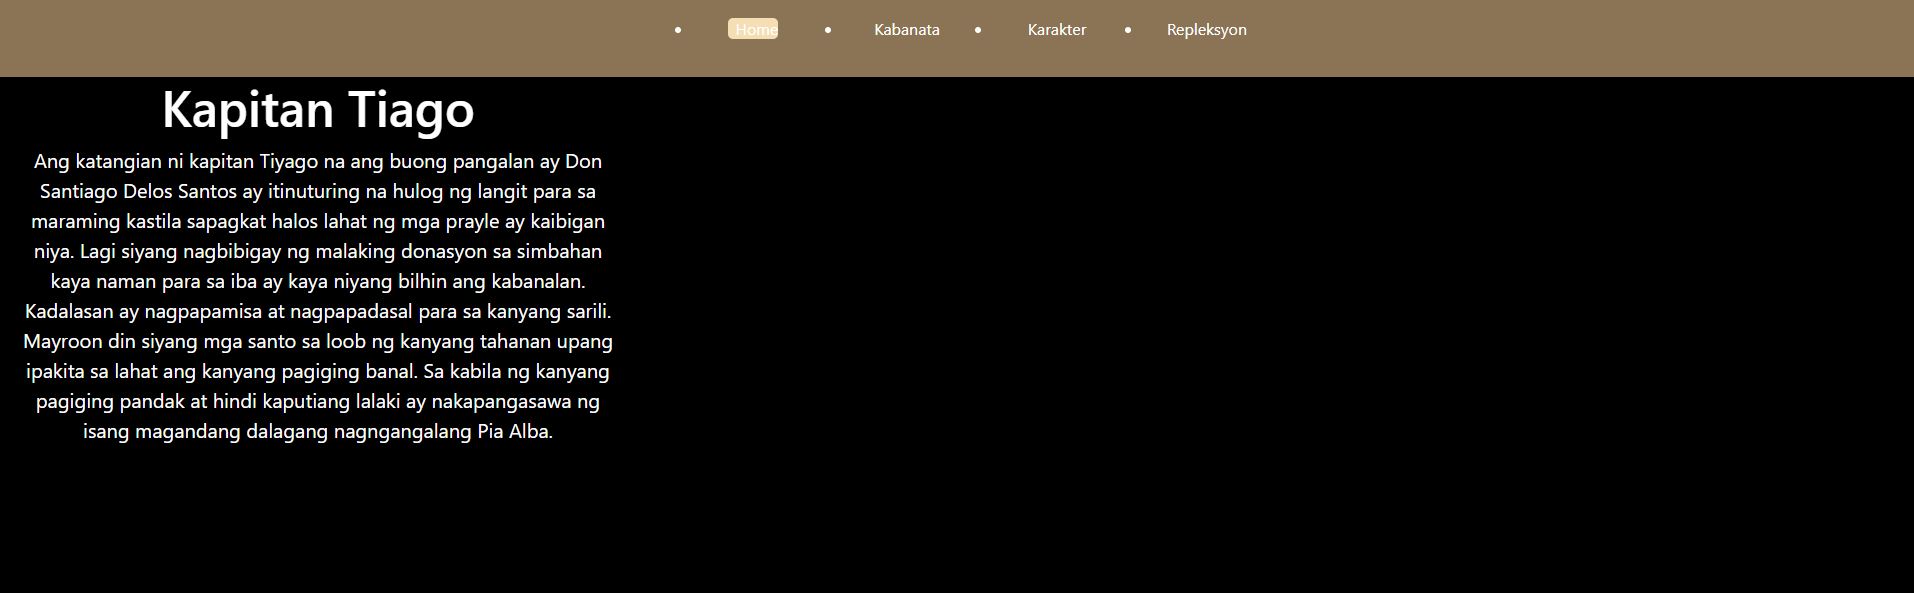 Home
Kabanata
Karakter
Repleksyon
Kapitan Tiago
Ang katangian ni kapitan Tiyago na ang buong pangalan ay Don
Santiago Delos Santos ay itinuturing na hulog ng langit para sa
maraming kastila sapagkat halos lahat ng mga prayle ay kaibigan
niya. Lagi siyang nagbibigay ng malaking donasyon sa simbahan
kaya naman para sa iba ay kaya niyang bilhin ang kabanalan.
Kadalasan ay nagpapamisa at nagpapadasal para sa kanyang sarili.
Mayroon din siyang mga santo sa loob ng kanyang tahanan upang
ipakita sa lahat ang kanyang pagiging banal. Sa kabila ng kanyang
pagiging pandak at hindi kaputiang lalaki ay nakapangasawa ng
isang magandang dalagang nagngangalang Pia Alba.